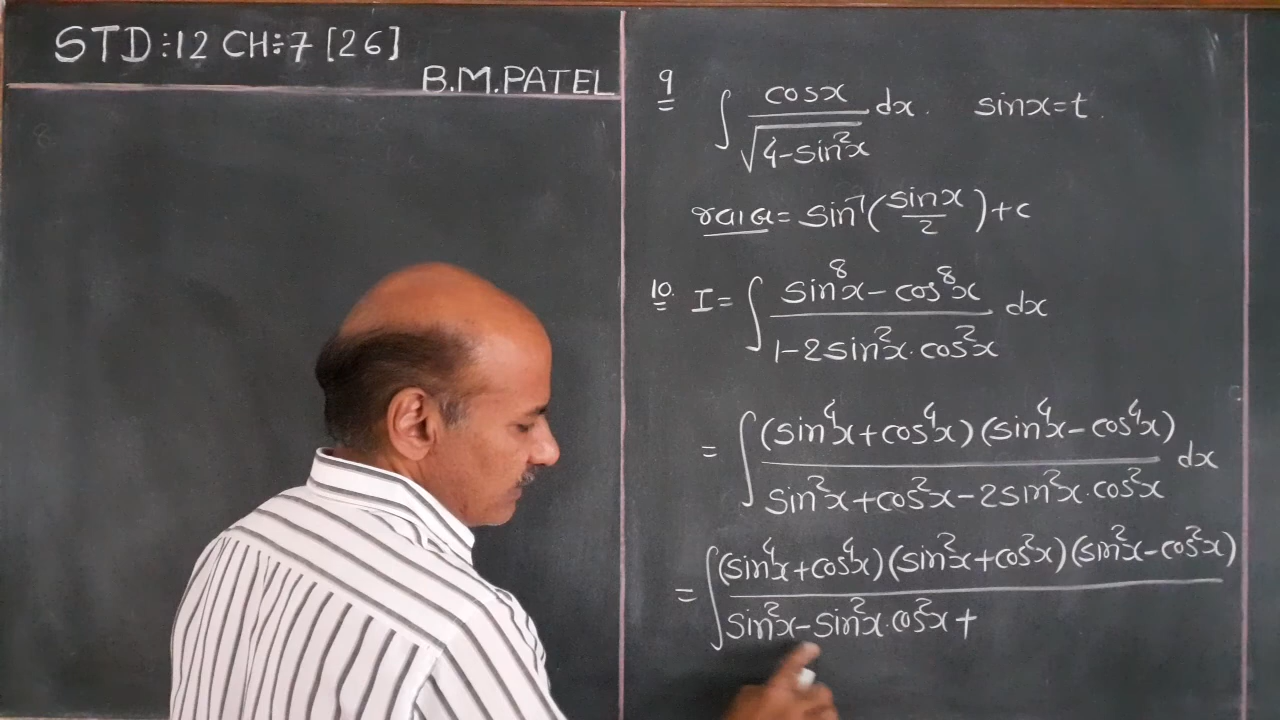 STD:-12 CH:-7 [26]
B.M.PATEL
9 ∫ cosx / √(4-sin²x) dx. sinx=t.
= sin⁻¹(sinx/2)+c
10. I = ∫ (sin⁸x - cos⁸x) / (1-2sin²x.cos²x) dx
= ∫ (sin⁴x+cos⁴x)(sin⁴x-cos⁴x) / (sin²x+cos²x-2sin²x.cos²x) dx
= ∫ (sin⁴x+cos⁴x)(sin²x+cos²x)(sin²x-cos²x) / (sin²x-sin²x.cos²x+